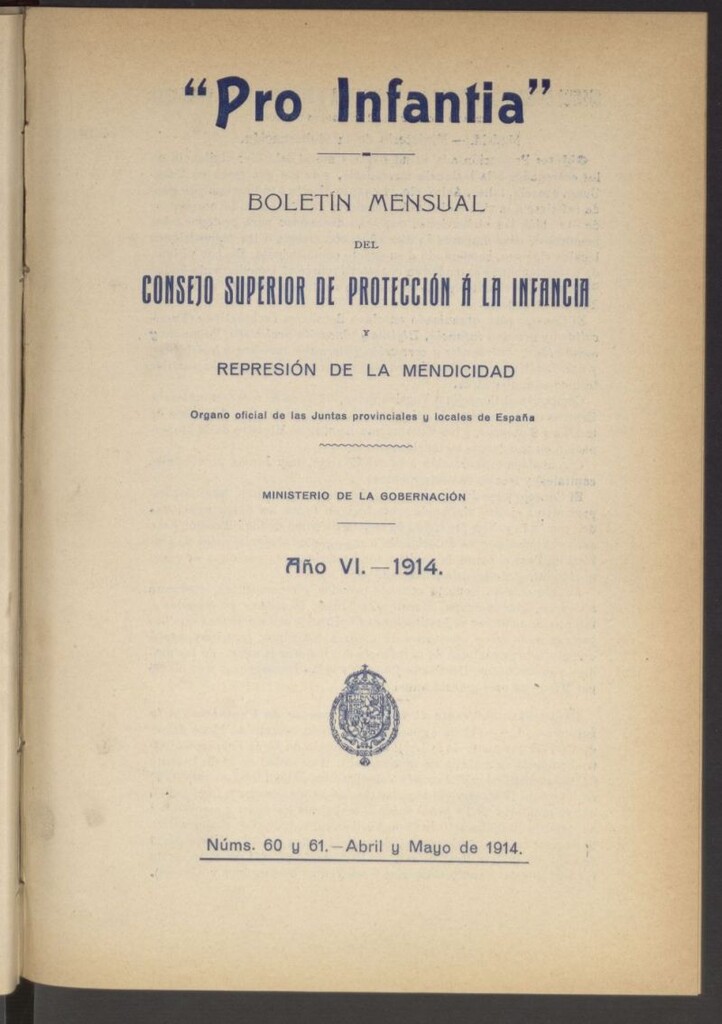 “Pro Infantia”
BOLETÍN MENSUAL
DEL
CONSEJO SUPERIOR DE PROTECCIÓN Á LA INFANCIA
Y
REPRESIÓN DE LA MENDICIDAD
Organo oficial de las Juntas provinciales y locales de España
MINISTERIO DE LA GOBERNACIÓN
Año VI.—1914.
Núms. 60 y 61.—Abril y Mayo de 1914.